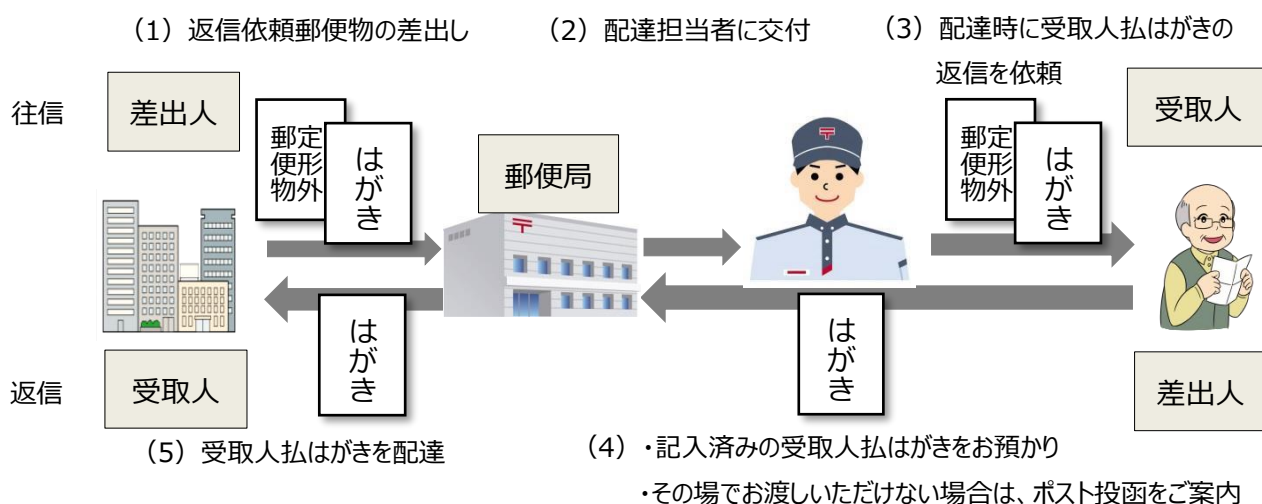 （1）返信依頼郵便物の差出し
（2）配達担当者に交付
（3）配達時に受取人払はがきの
返信を依頼
往信
差出人
定形外
郵便物
はがき
郵便局
定形外
郵便物
はがき
受取人
返信
受取人
はがき
はがき
差出人
（5）受取人払はがきを配達
（4）・記入済みの受取人払はがきをお預かり
・その場でお渡しいただけない場合は、ポスト投函をご案内